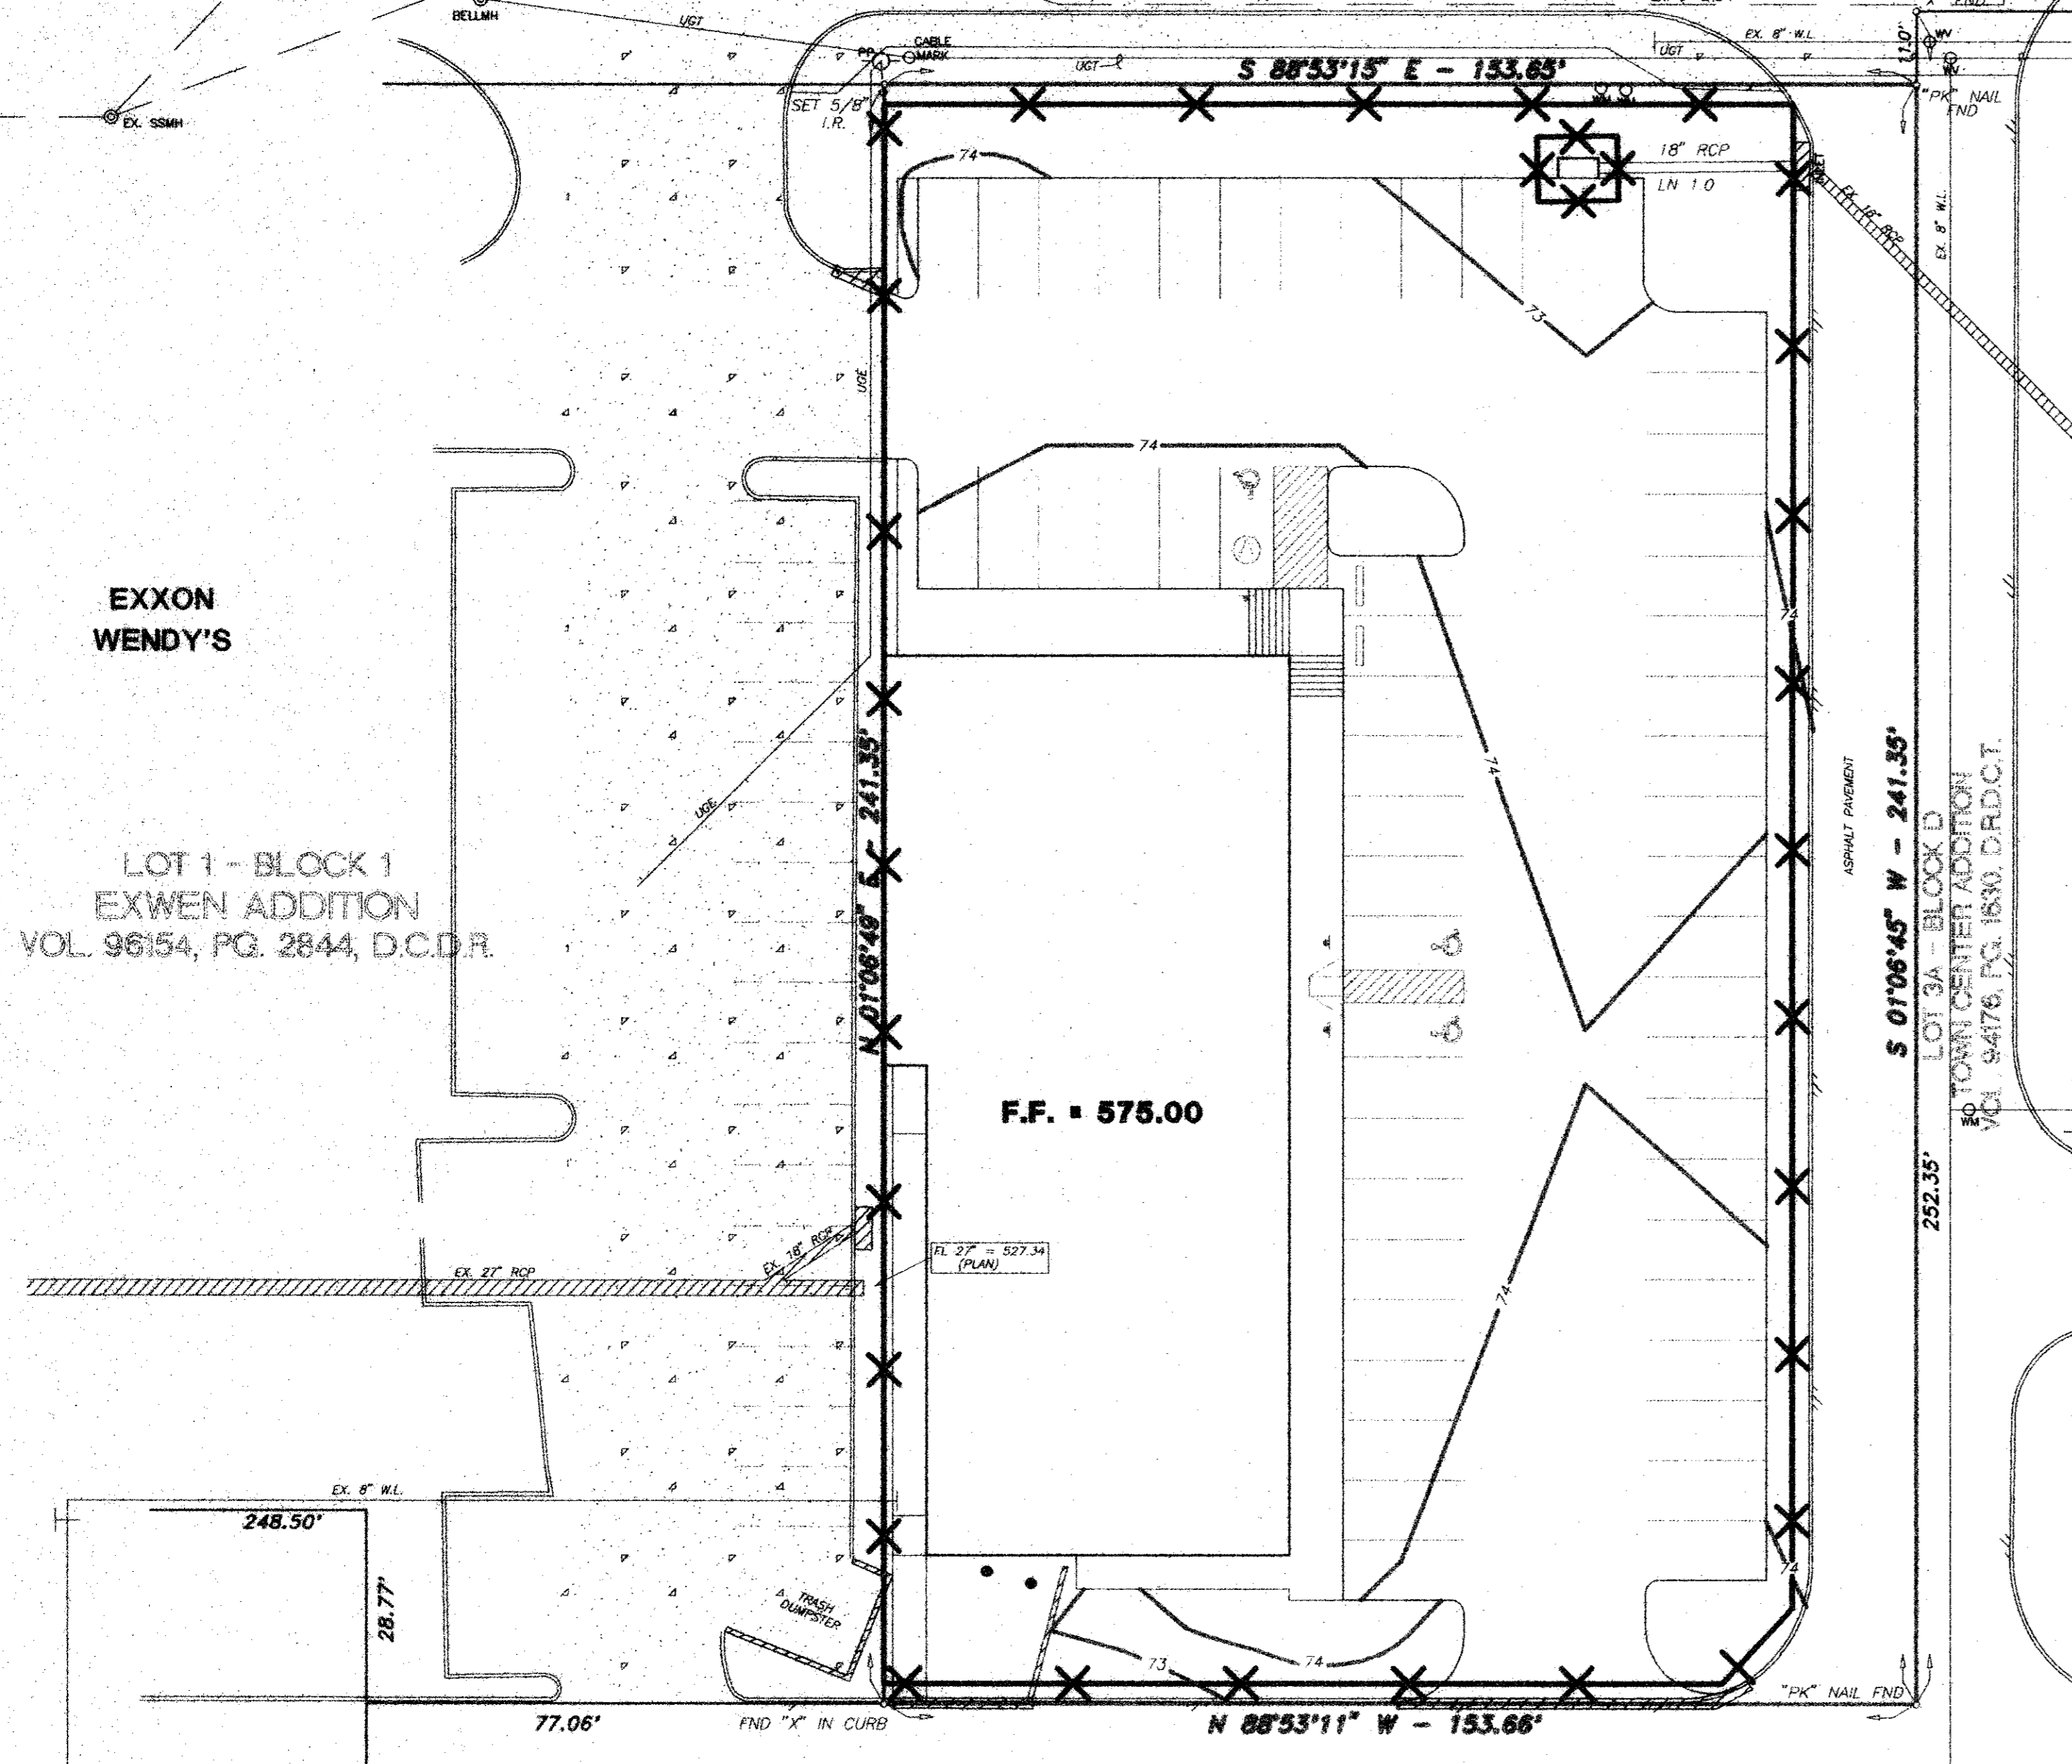 BELLMH
UGT
CABLE
MARK
PP
EX. 8" W.L.
UGT
UGT
11.0'
WV
WV
S 88°53'15" E - 153.65'
EX. SSMH
SET 5/8"
I.R.
"PK" NAIL
FND
WM WM
74
18" RCP
LN 1.0
EX. 18" RCP
EX. 8" W.L.
73
UGE
74
EXXON
WENDY'S
74
74
UGE
N 01°06'49" E - 241.35'
ASPHALT PAVEMENT
S 01°06'45" W - 241.35'
LOT 3A - BLOCK D
TOWN CENTER ADDITION
VOL. 94176, PG. 1630, D.R.D.C.T.
LOT 1 - BLOCK 1
EXWEN ADDITION
VOL. 96154, PG. 2844, D.C.D.R.
F.F. = 575.00
WM
252.35'
EX. 18" RCP
FL 27" = 527.34
(PLAN)
EX. 27" RCP
74
EX. 8" W.L.
248.50'
28.77'
TRASH
DUMPSTER
74
73
74
"PK" NAIL FND
77.06'
FND "X" IN CURB
N 88°53'11" W - 153.66'